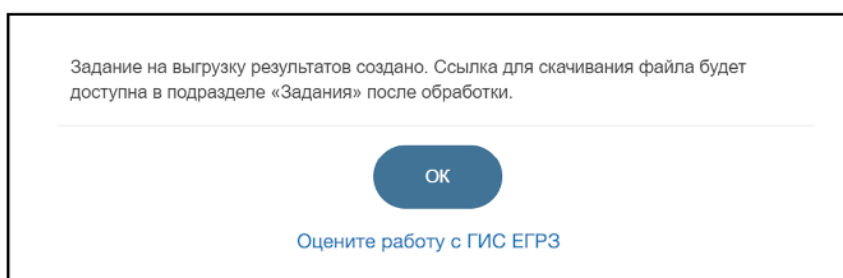 Задание на выгрузку результатов создано. Ссылка для скачивания файла будет
доступна в подразделе «Задания» после обработки.
ОК
Оцените работу с ГИС ЕГРЗ